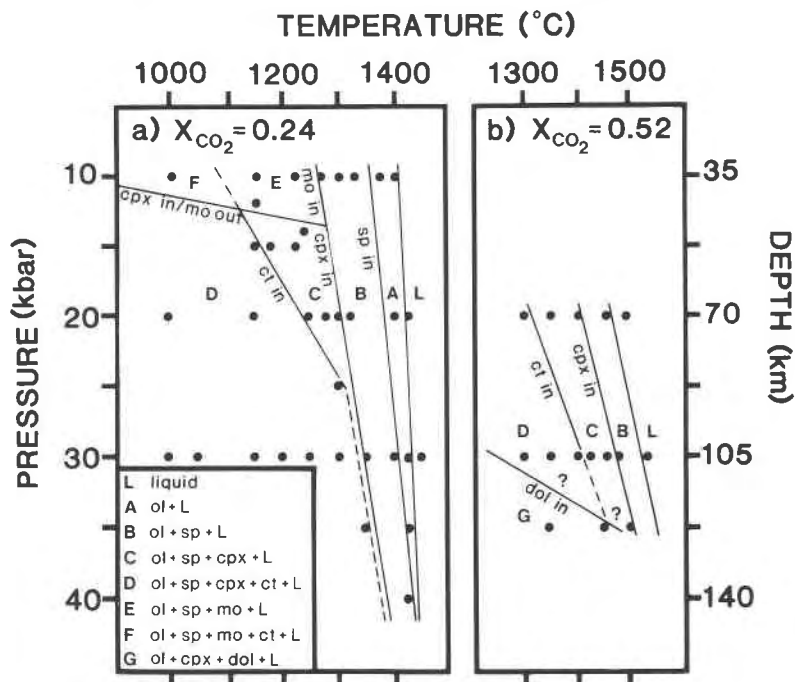 TEMPERATURE (°C)
1000 1200 1400 1300 1500
a) XCO2=0.24
b) XCO2=0.52
PRESSURE (kbar)
10
20
30
40
DEPTH (km)
35
70
105
140
F
E
cpx in/mo out
mo in
cpx in
sp in
ct in
D
C
B
A
L
ct in
cpx in
D
C
B
L
?
dol in
?
G
L liquid
A ol+L
B ol+sp+L
C ol+sp+cpx+L
D ol+sp+cpx+ct+L
E ol+sp+mo+L
F ol+sp+mo+ct+L
G ol+cpx+dol+L